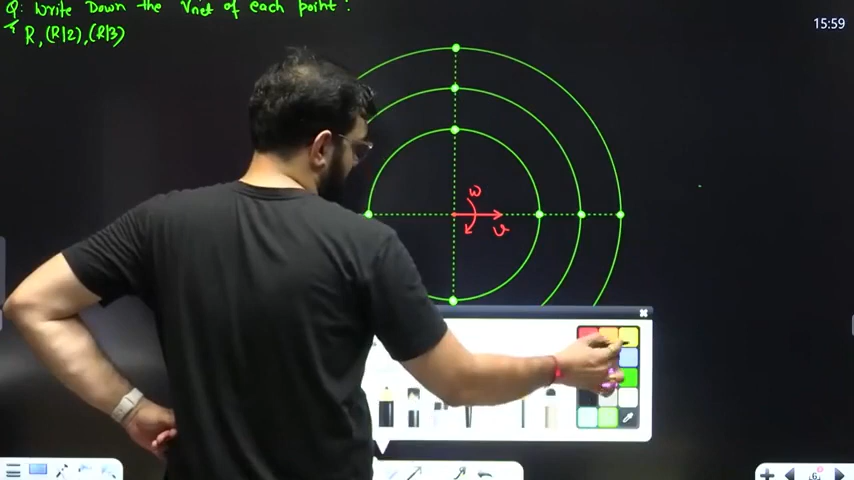 Q: Write Down the Vnet of each point:
R, (R/2), (R/3)
15:59
ω
v